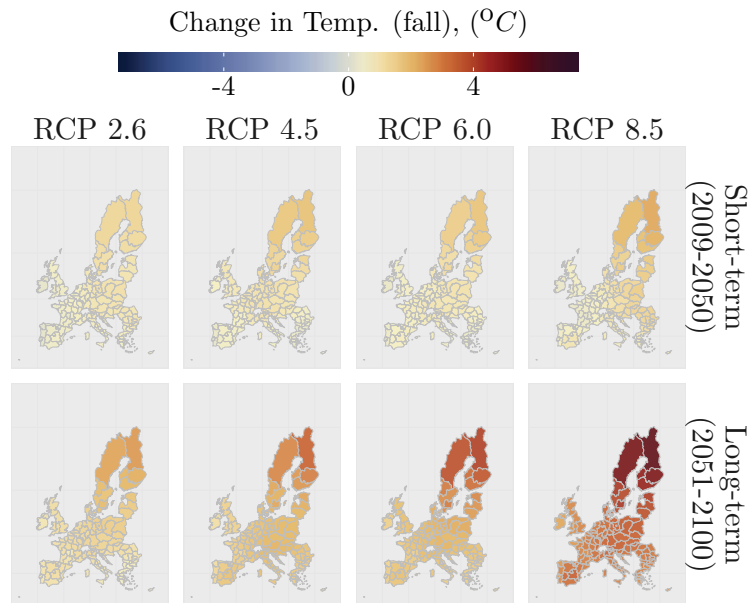 Change in Temp. (fall), (°C)
-4 0 4
RCP 2.6 RCP 4.5 RCP 6.0 RCP 8.5
Short-term
(2009-2050)
Long-term
(2051-2100)